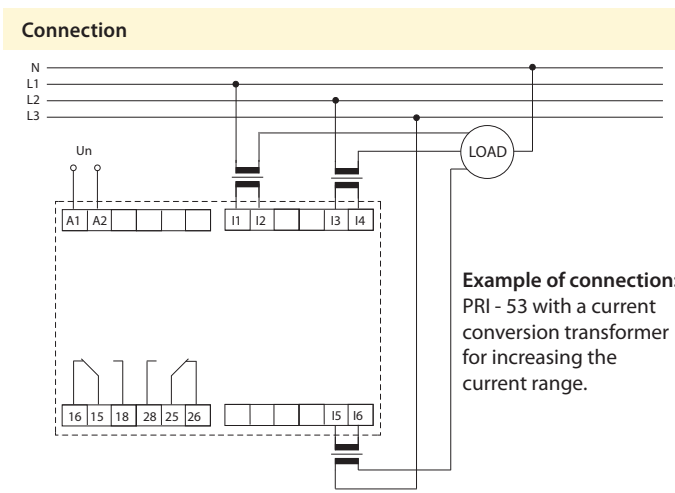 Connection
N
L1
L2
L3
Un
LOAD
A1 A2 I1 I2 I3 I4
Example of connection:
PRI - 53 with a current
conversion transformer
for increasing the
current range.
16 15 18 28 25 26 I5 I6